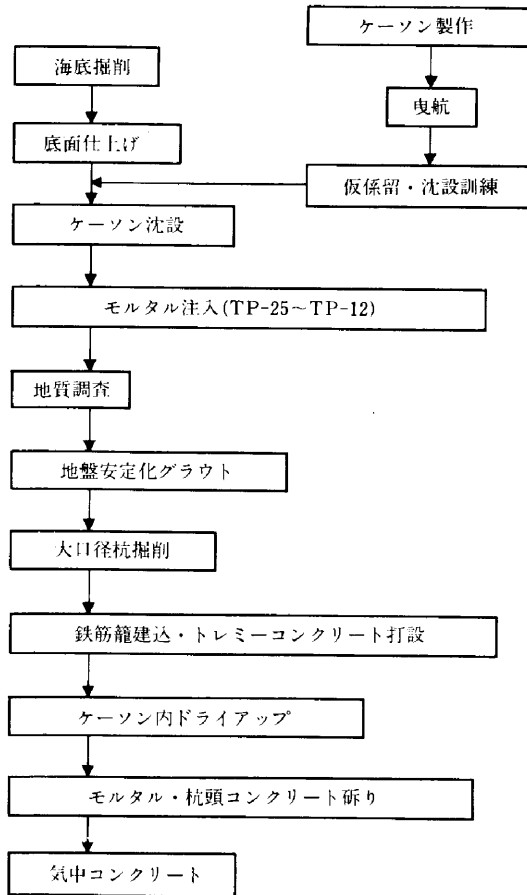 ケーソン製作
海底掘削
曳航
底面仕上げ
仮係留・沈設訓練
ケーソン沈設
モルタル注入(TP-25～TP-12)
地質調査
地盤安定化グラウト
大口径杭掘削
鉄筋籠建込・トレミーコンクリート打設
ケーソン内ドライアップ
モルタル・杭頭コンクリート斫り
気中コンクリート